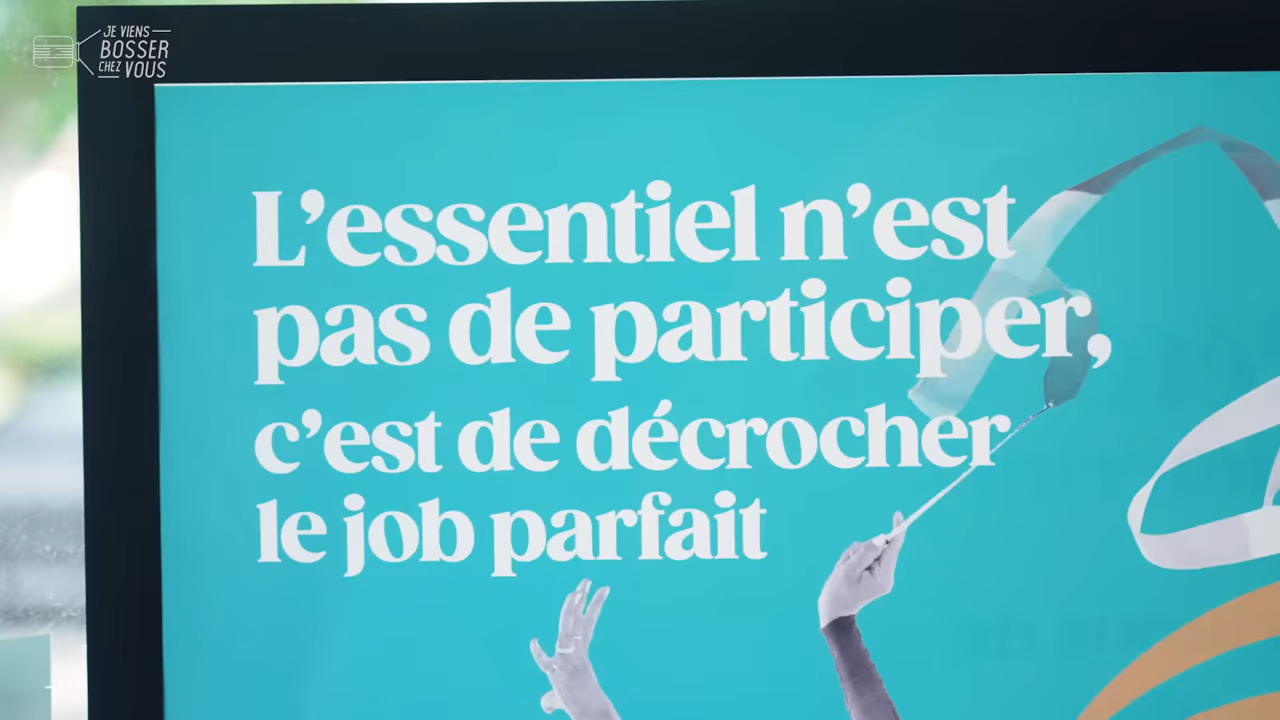 JE VIENS
BOSSER
CHEZ VOUS
L’essentiel n’est
pas de participer,
c’est de décrocher
le job parfait